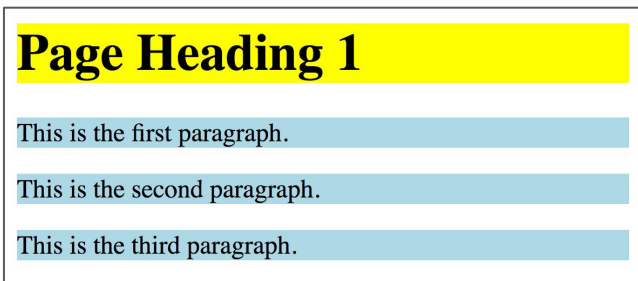 Page Heading 1
This is the first paragraph.
This is the second paragraph.
This is the third paragraph.